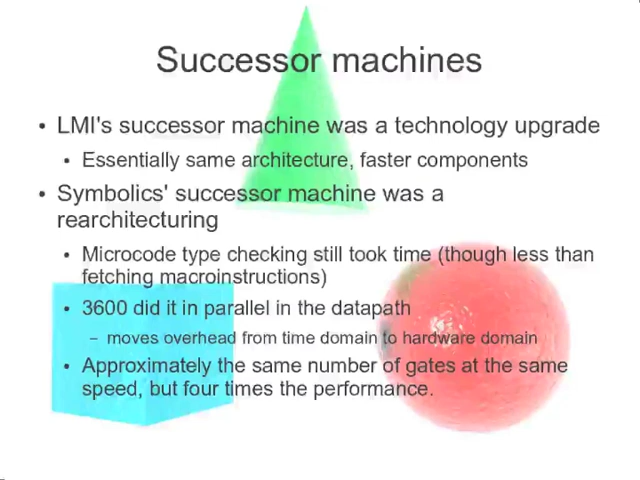 Successor machines
• LMI's successor machine was a technology upgrade
• Essentially same architecture, faster components
• Symbolics' successor machine was a
rearchitecturing
• Microcode type checking still took time (though less than
fetching macroinstructions)
• 3600 did it in parallel in the datapath
– moves overhead from time domain to hardware domain
• Approximately the same number of gates at the same
speed, but four times the performance.